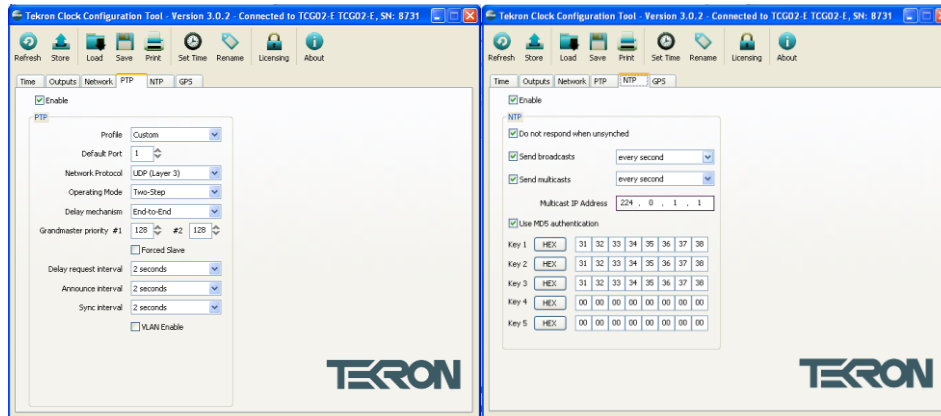 Tekron Clock Configuration Tool - Version 3.0.2 - Connected to TCG02-E TCG02-E, SN: 8731
Refresh Store Load Save Print Set Time Rename Licensing About
Time Outputs Network PTP NTP GPS
Enable
PTP
Profile Custom
Default Port 1
Network Protocol UDP (Layer 3)
Operating Mode Two-Step
Delay mechanism End-to-End
Grandmaster priority #1 128 #2 128
Forced Slave
Delay request interval 2 seconds
Announce interval 2 seconds
Sync interval 2 seconds
VLAN Enable
TEKRON
Tekron Clock Configuration Tool - Version 3.0.2 - Connected to TCG02-E TCG02-E, SN: 8731
Refresh Store Load Save Print Set Time Rename Licensing About
Time Outputs Network PTP NTP GPS
Enable
NTP
Do not respond when unsynched
Send broadcasts every second
Send multicasts every second
Multicast IP Address 224 . 0 . 1 . 1
Use MD5 authentication
Key 1 HEX 31 32 33 34 35 36 37 38
Key 2 HEX 31 32 33 34 35 36 37 38
Key 3 HEX 31 32 33 34 35 36 37 38
Key 4 HEX 00 00 00 00 00 00 00 00
Key 5 HEX 00 00 00 00 00 00 00 00
TEKRON